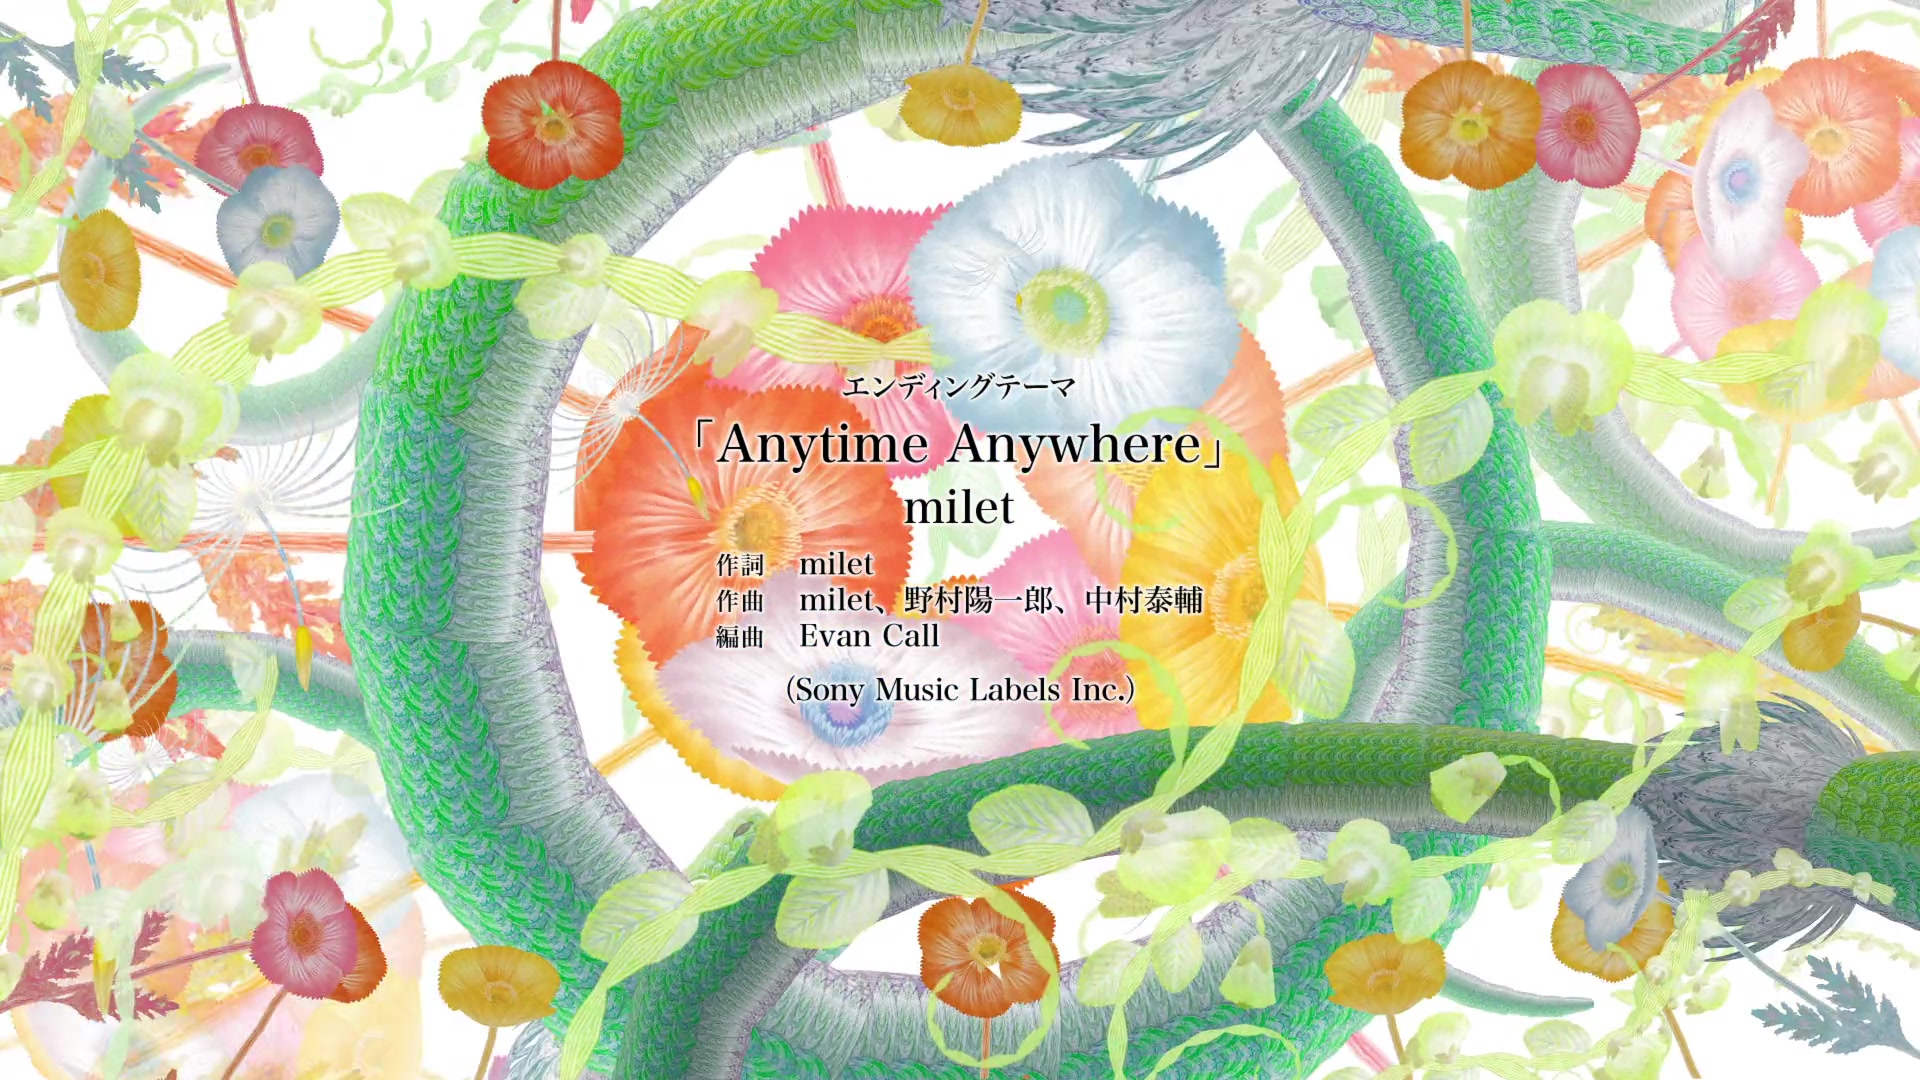 エンディングテーマ
「Anytime Anywhere」
milet
作詞 milet
作曲 milet、野村陽一郎、中村泰輔
編曲 Evan Call
(Sony Music Labels Inc.)